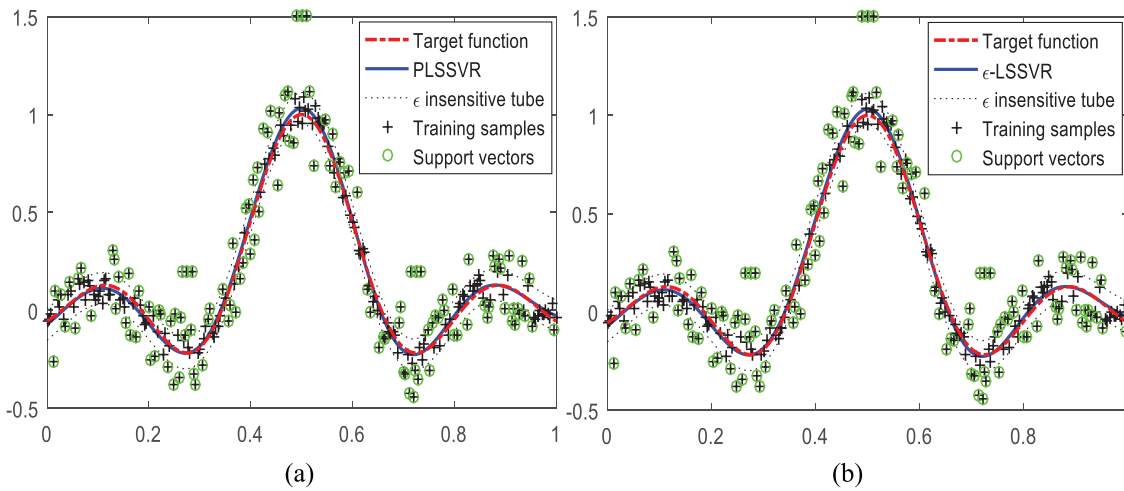 1.5
1
0.5
0
-0.5
0
0.2
0.4
0.6
0.8
1
Target function
PLSSVR
ϵ insensitive tube
Training samples
Support vectors
(a)
1.5
1
0.5
0
-0.5
0
0.2
0.4
0.6
0.8
Target function
ϵ-LSSVR
ϵ insensitive tube
Training samples
Support vectors
(b)